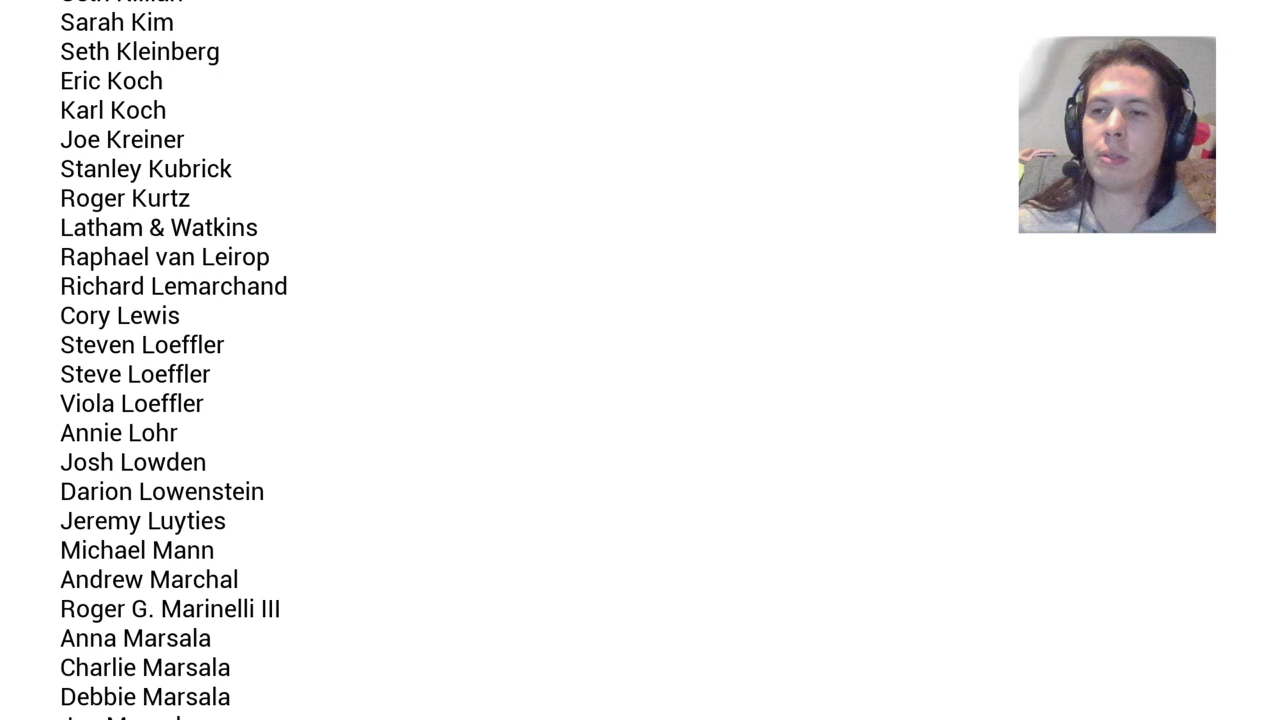 Sarah Kim
Seth Kleinberg
Eric Koch
Karl Koch
Joe Kreiner
Stanley Kubrick
Roger Kurtz
Latham & Watkins
Raphael van Leirop
Richard Lemarchand
Cory Lewis
Steven Loeffler
Steve Loeffler
Viola Loeffler
Annie Lohr
Josh Lowden
Darion Lowenstein
Jeremy Luyties
Michael Mann
Andrew Marchal
Roger G. Marinelli III
Anna Marsala
Charlie Marsala
Debbie Marsala